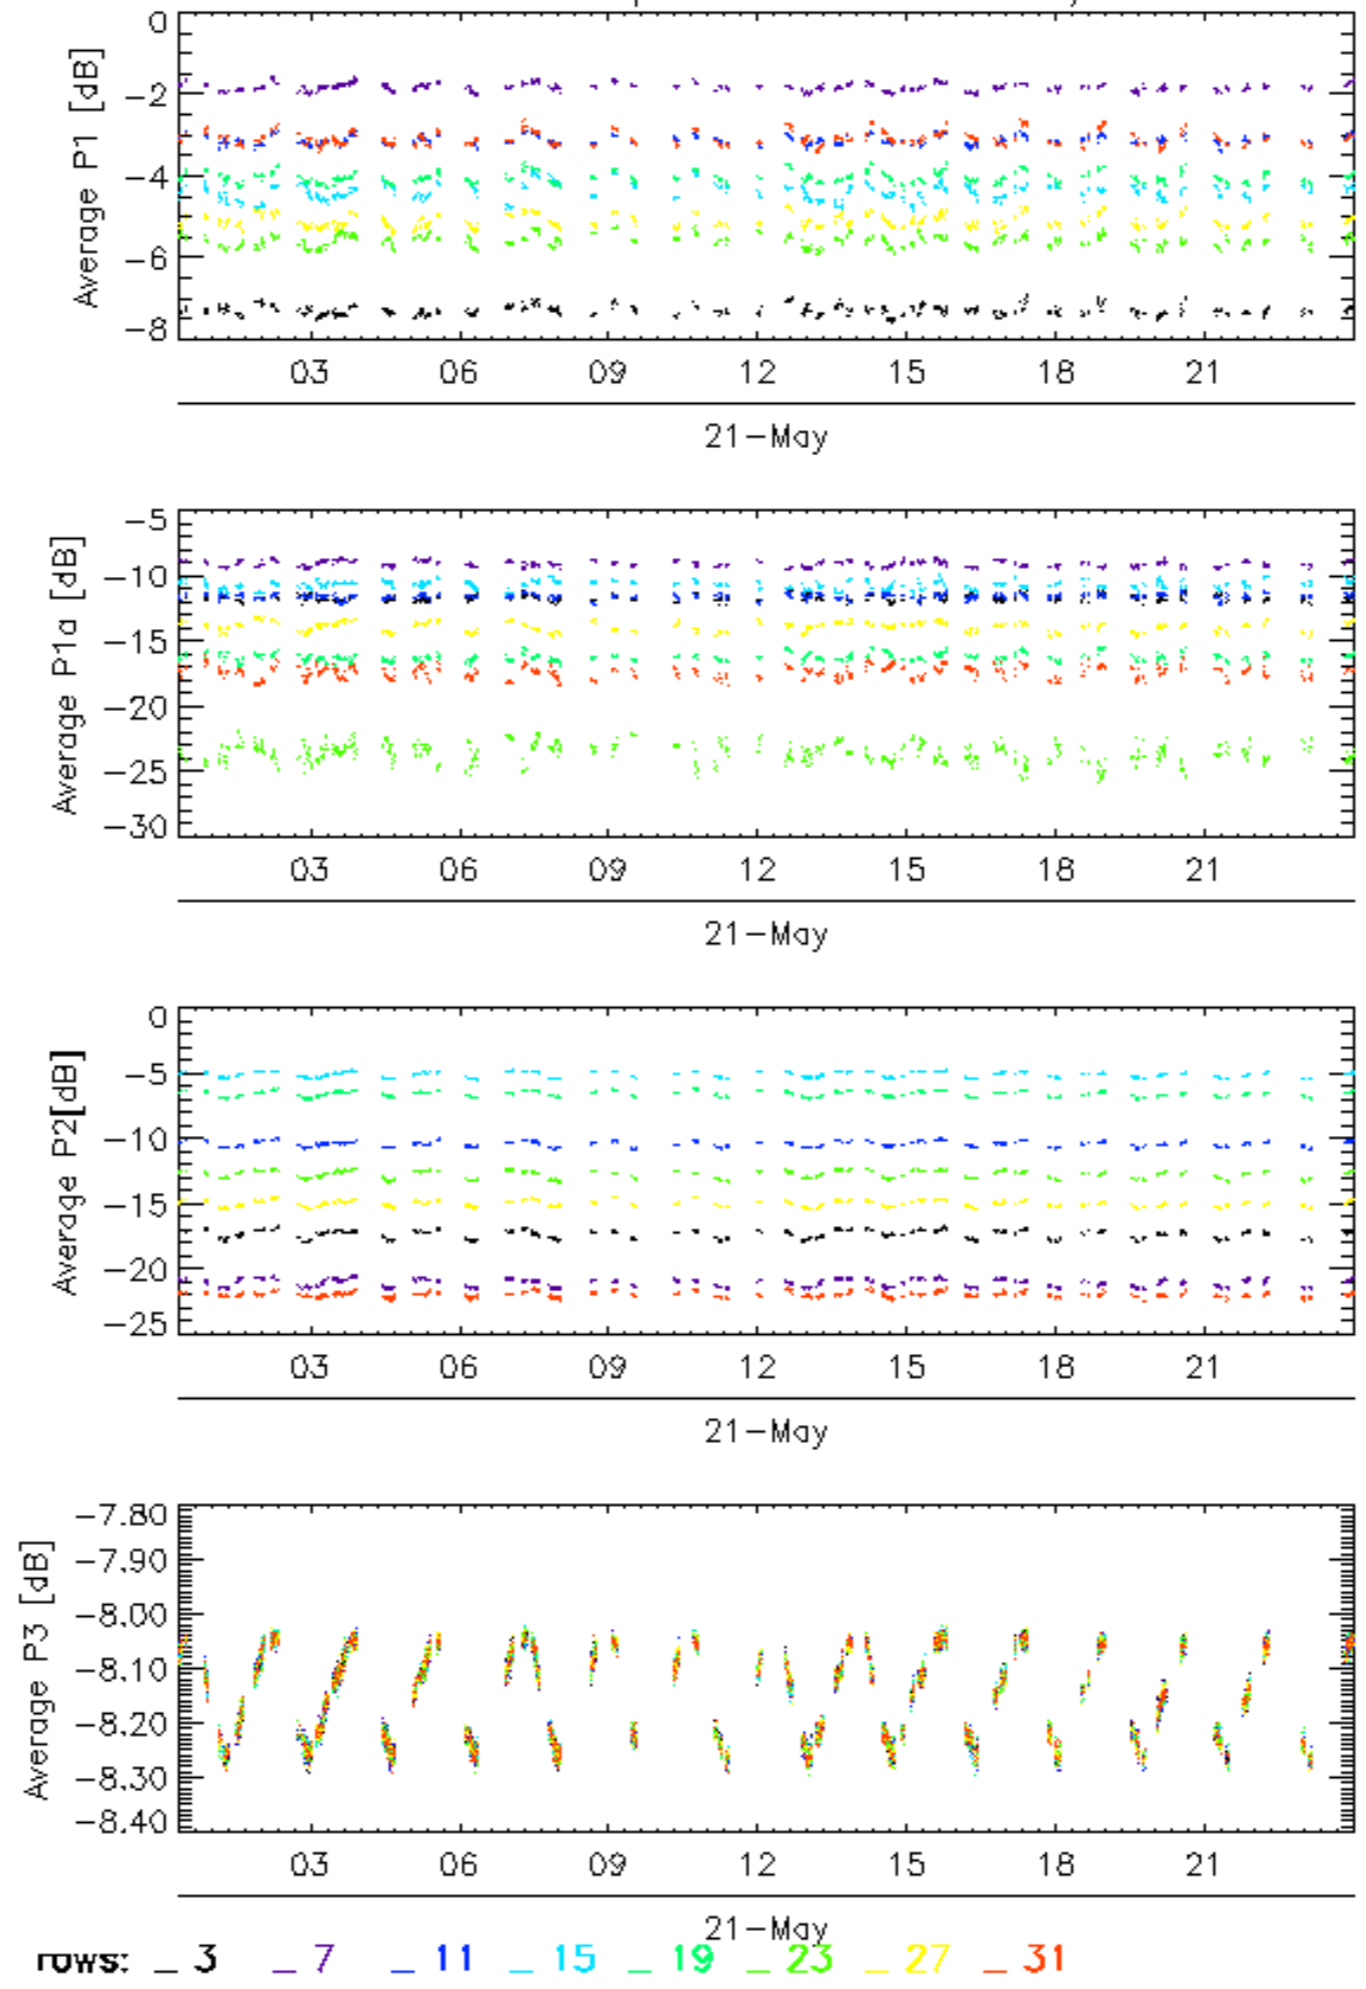 Average P1 [dB]
0
−2
−4
−6
−8
03 06 09 12 15 18 21
21−May
Average P1a [dB]
−5
−10
−15
−20
−25
−30
03 06 09 12 15 18 21
21−May
Average P2[dB]
0
−5
−10
−15
−20
−25
03 06 09 12 15 18 21
21−May
Average P3 [dB]
−7.80
−7.90
−8.00
−8.10
−8.20
−8.30
−8.40
03 06 09 12 15 18 21
21−May
rows: _ 3 _ 7 _ 11 _ 15 _ 19 _ 23 _ 27 _ 31